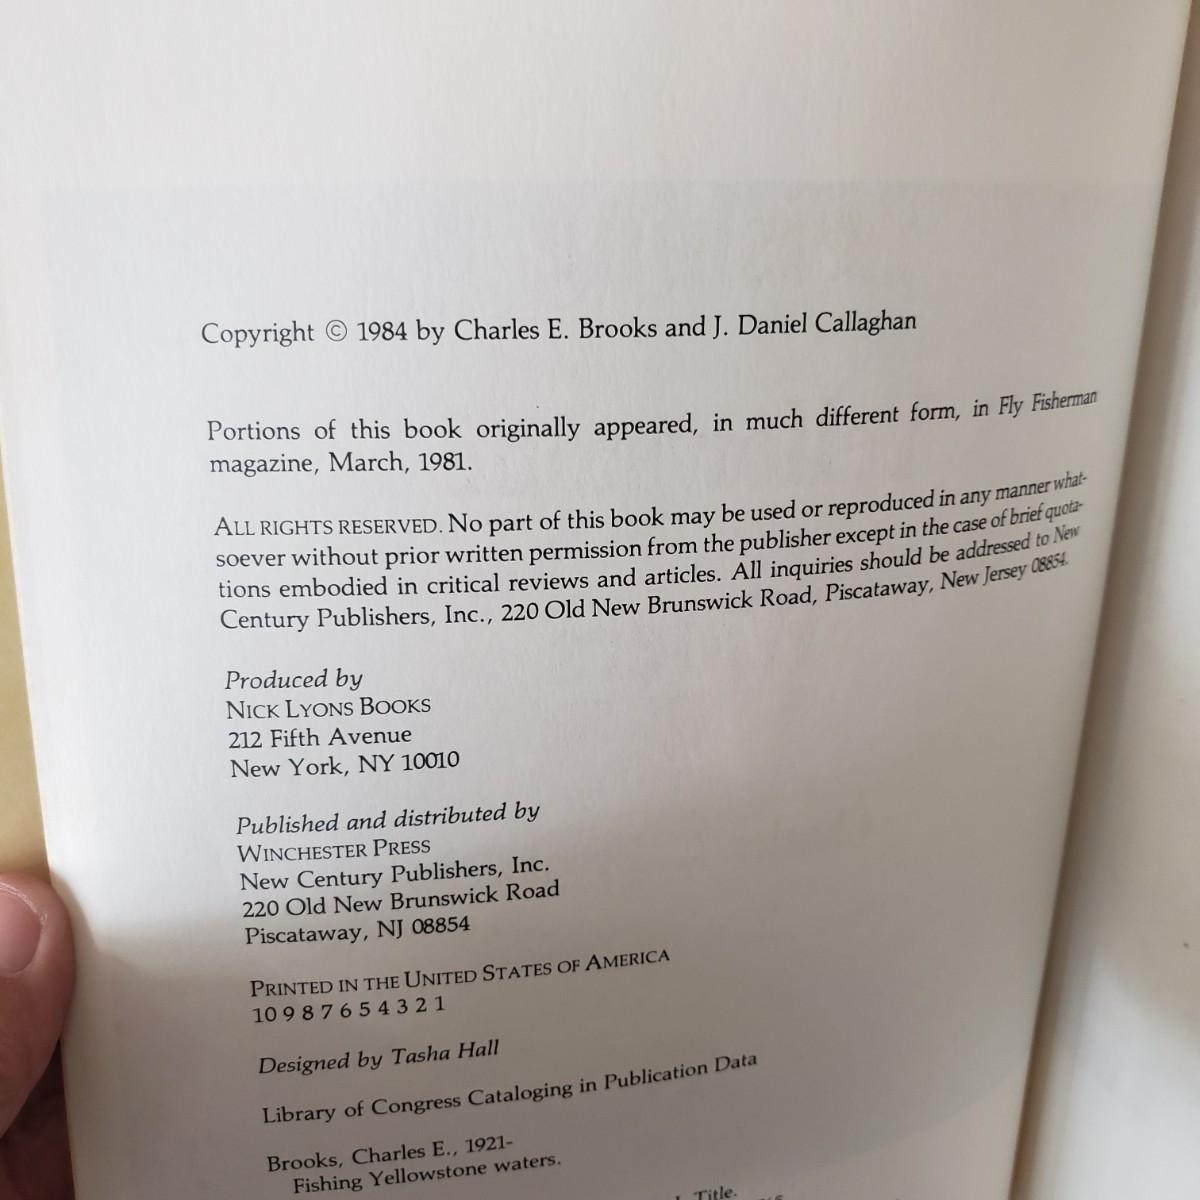 Copyright © 1984 by Charles E. Brooks and J. Daniel Callaghan
Portions of this book originally appeared, in much different form, in Fly Fisherman
magazine, March, 1981.
ALL RIGHTS RESERVED. No part of this book may be used or reproduced in any manner what-
soever without prior written permission from the publisher except in the case of brief quota-
tions embodied in critical reviews and articles. All inquiries should be addressed to New
Century Publishers, Inc., 220 Old New Brunswick Road, Piscataway, New Jersey 08854.
Produced by
NICK LYONS BOOKS
212 Fifth Avenue
New York, NY 10010
Published and distributed by
WINCHESTER PRESS
New Century Publishers, Inc.
220 Old New Brunswick Road
Piscataway, NJ 08854
PRINTED IN THE UNITED STATES OF AMERICA
10 9 8 7 6 5 4 3 2 1
Designed by Tasha Hall
Library of Congress Cataloging in Publication Data
Brooks, Charles E., 1921-
Fishing Yellowstone waters.
Title.